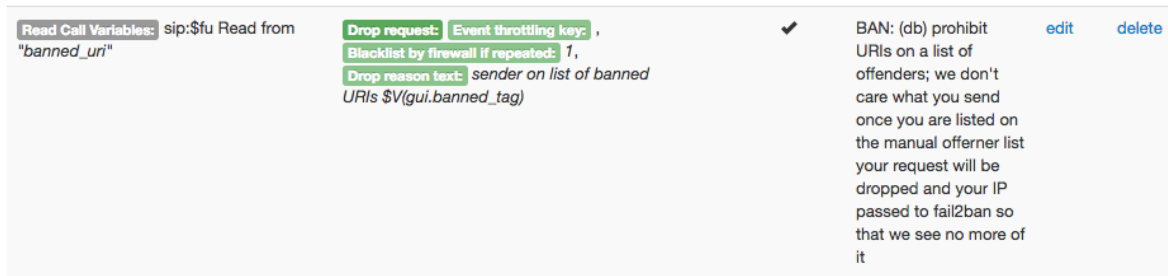 Read Call Variables: sip:$fu Read from
"banned_uri"
Drop request: Event throttling key: ,
Blacklist by firewall if repeated: 1,
Drop reason text: sender on list of banned
URIs $V(gui.banned_tag)
✔
BAN: (db) prohibit
URIs on a list of
offenders; we don't
care what you send
once you are listed on
the manual offerner list
your request will be
dropped and your IP
passed to fail2ban so
that we see no more of
it
edit
delete